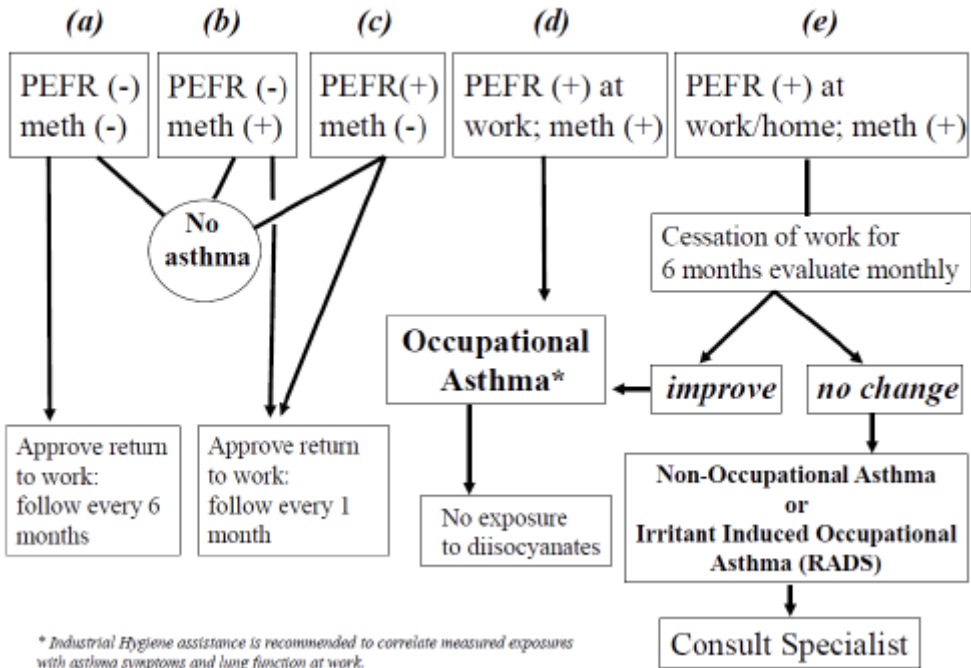 (a)
(b)
(c)
(d)
(e)
PEFR (-)
meth (-)
PEFR (-)
meth (+)
PEFR(+)
meth (-)
PEFR (+) at
work; meth (+)
PEFR (+) at
work/home; meth (+)
No
asthma
Cessation of work for
6 months evaluate monthly
Occupational
Asthma*
improve
no change
Approve return
to work:
follow every 6
months
Approve return
to work:
follow every 1
month
No exposure
to diisocyanates
Non-Occupational Asthma
or
Irritant Induced Occupational
Asthma (RADS)
Consult Specialist
* Industrial Hygiene assistance is recommended to correlate measured exposures
with asthma symptoms and lung function at work.